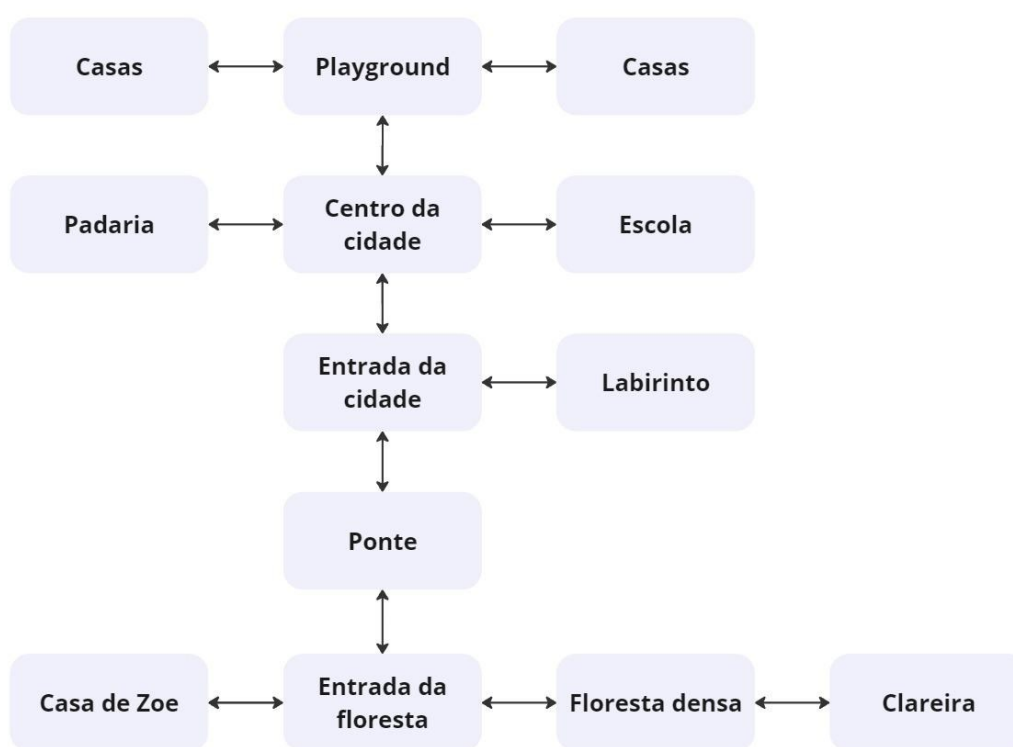 Casas
Playground
Casas
Padaria
Centro da
cidade
Escola
Entrada da
cidade
Labirinto
Ponte
Casa de Zoe
Entrada da
floresta
Floresta densa
Clareira